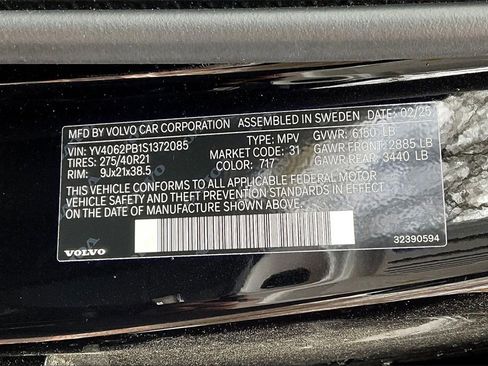 MFD BY VOLVO CAR CORPORATION ASSEMBLED IN SWEDEN DATE: 02/25
VIN: YV4062PB1S1372085 TYPE: MPV GVWR: 6150 LB
TIRES: 275/40R21 MARKET CODE: 31 GAWR FRONT: 2885 LB
RIM: 9Jx21x38.5 COLOR: 717 GAWR REAR: 3440 LB
THIS VEHICLE CONFORMS TO ALL APPLICABLE FEDERAL MOTOR
VEHICLE SAFETY AND THEFT PREVENTION STANDARDS IN EFFECT
ON THE DATE OF MANUFACTURE SHOWN ABOVE.
32390594
VOLVO